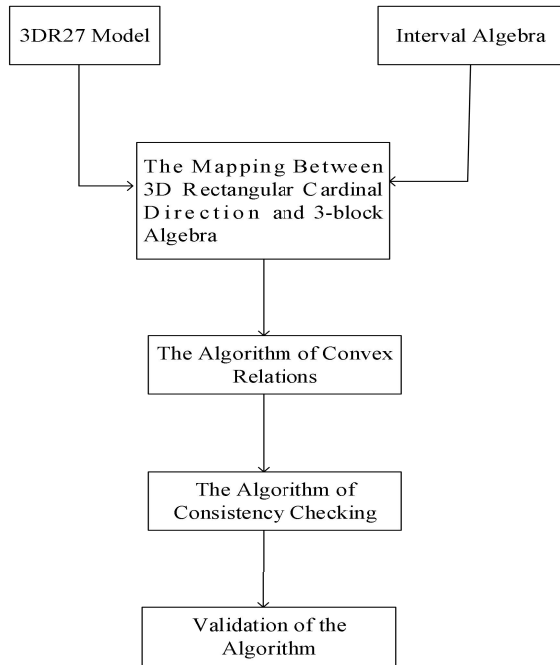 3DR27 Model
Interval Algebra
The Mapping Between
3D Rectangular Cardinal
Direction and 3-block
Algebra
The Algorithm of Convex
Relations
The Algorithm of
Consistency Checking
Validation of the
Algorithm